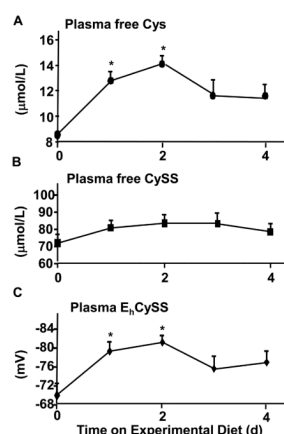 A
Plasma free Cys
16
14
12
10
8
(µmol/L)
* *
0 2 4
B
Plasma free CySS
100
90
80
70
60
(µmol/L)
0 2 4
C
Plasma EhCySS
-84
-80
-76
-72
-68
(mV)
* *
0 2 4
Time on Experimental Diet (d)